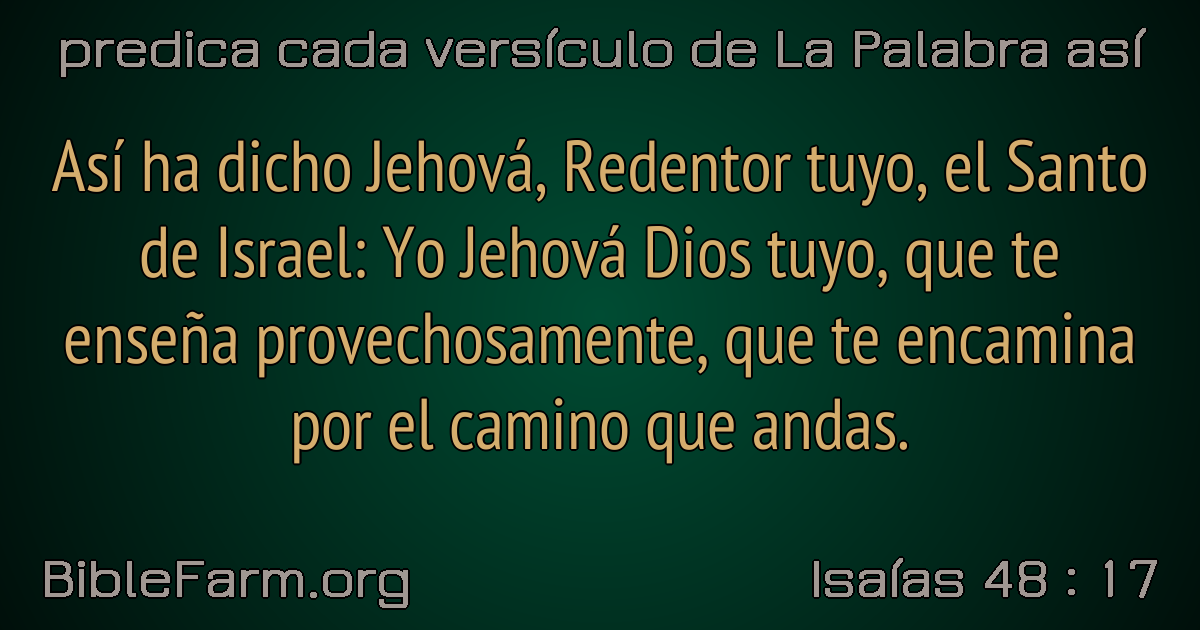 predica cada versículo de La Palabra así
Así ha dicho Jehová, Redentor tuyo, el Santo
de Israel: Yo Jehová Dios tuyo, que te
enseña provechosamente, que te encamina
por el camino que andas.
BibleFarm.org
Isaías 48 : 17